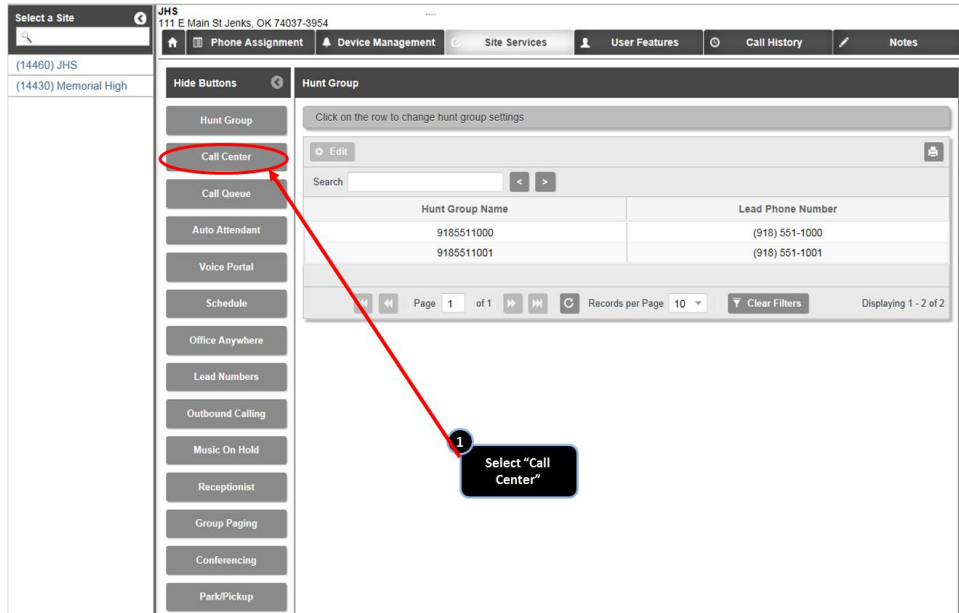 Select a Site
(14460) JHS
(14430) Memorial High
JHS
....
111 E Main St Jenks, OK 74037-3954
Phone Assignment Device Management Site Services User Features Call History Notes
Hide Buttons
Hunt Group
Call Center
Call Queue
Auto Attendant
Voice Portal
Schedule
Office Anywhere
Lead Numbers
Outbound Calling
Music On Hold
Receptionist
Group Paging
Conferencing
Park/Pickup
Hunt Group
Click on the row to change hunt group settings
Edit
Search < >
Hunt Group Name Lead Phone Number
9185511000 (918) 551-1000
9185511001 (918) 551-1001
Page 1 of 1 Records per Page 10 Clear Filters Displaying 1 - 2 of 2
1
Select “Call
Center”